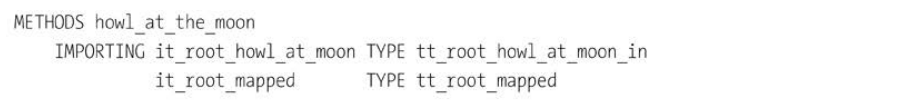 METHODS howl_at_the_moon
IMPORTING it_root_howl_at_moon TYPE tt_root_howl_at_moon_in
it_root_mapped TYPE tt_root_mapped